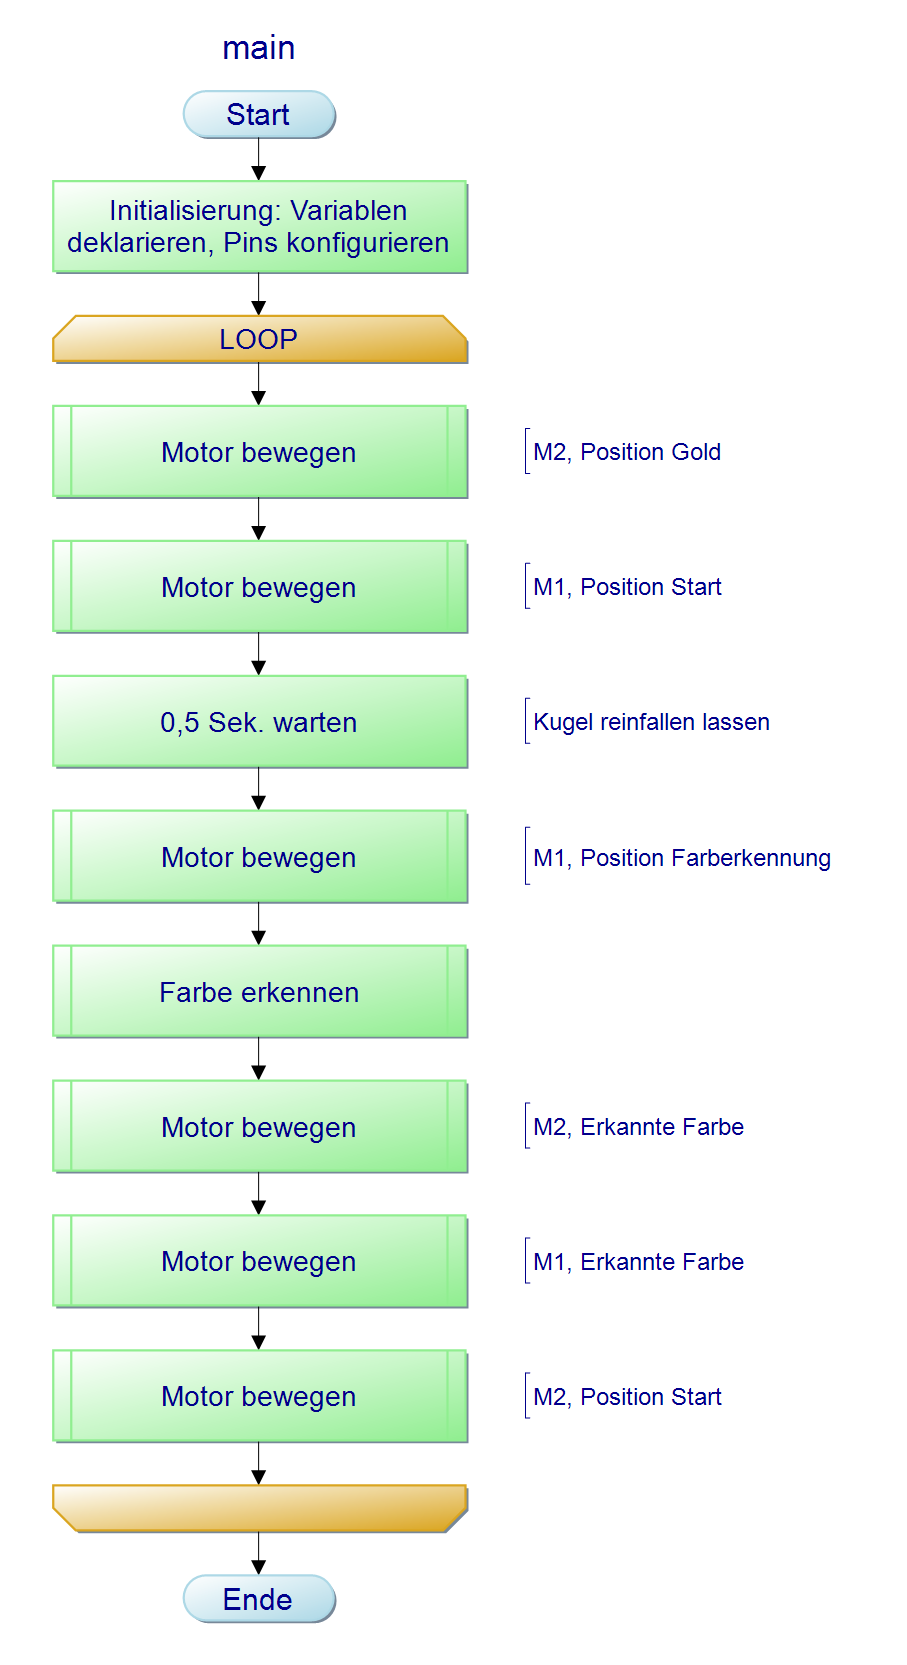 main
Start
Initialisierung: Variablen
deklarieren, Pins konfigurieren
LOOP
Motor bewegen
M2, Position Gold
Motor bewegen
M1, Position Start
0,5 Sek. warten
Kugel reinfallen lassen
Motor bewegen
M1, Position Farberkennung
Farbe erkennen
Motor bewegen
M2, Erkannte Farbe
Motor bewegen
M1, Erkannte Farbe
Motor bewegen
M2, Position Start
Ende